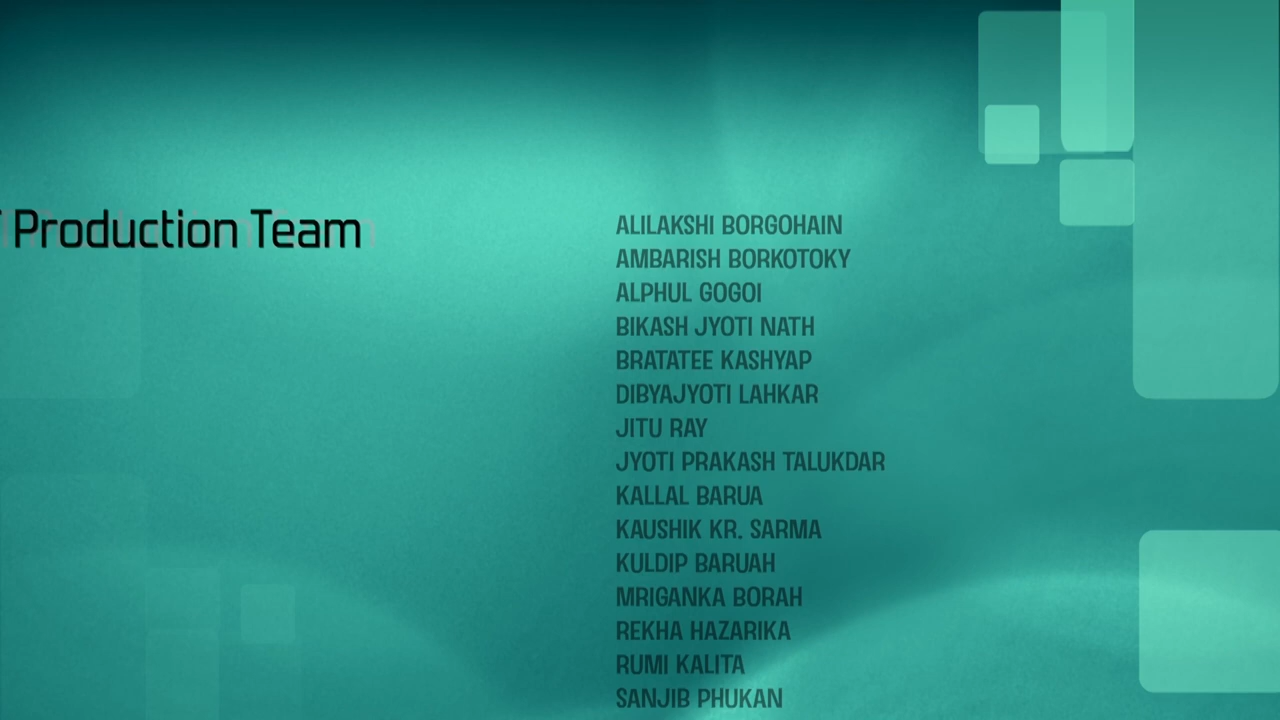 Production Team
ALILAKSHI BORGOHAIN
AMBARISH BORKOTOKY
ALPHUL GOGOI
BIKASH JYOTI NATH
BRATATEE KASHYAP
DIBYAJYOTI LAHKAR
JITU RAY
JYOTI PRAKASH TALUKDAR
KALLAL BARUA
KAUSHIK KR. SARMA
KULDIP BARUAH
MRIGANKA BORAH
REKHA HAZARIKA
RUMI KALITA
SANJIB PHUKAN